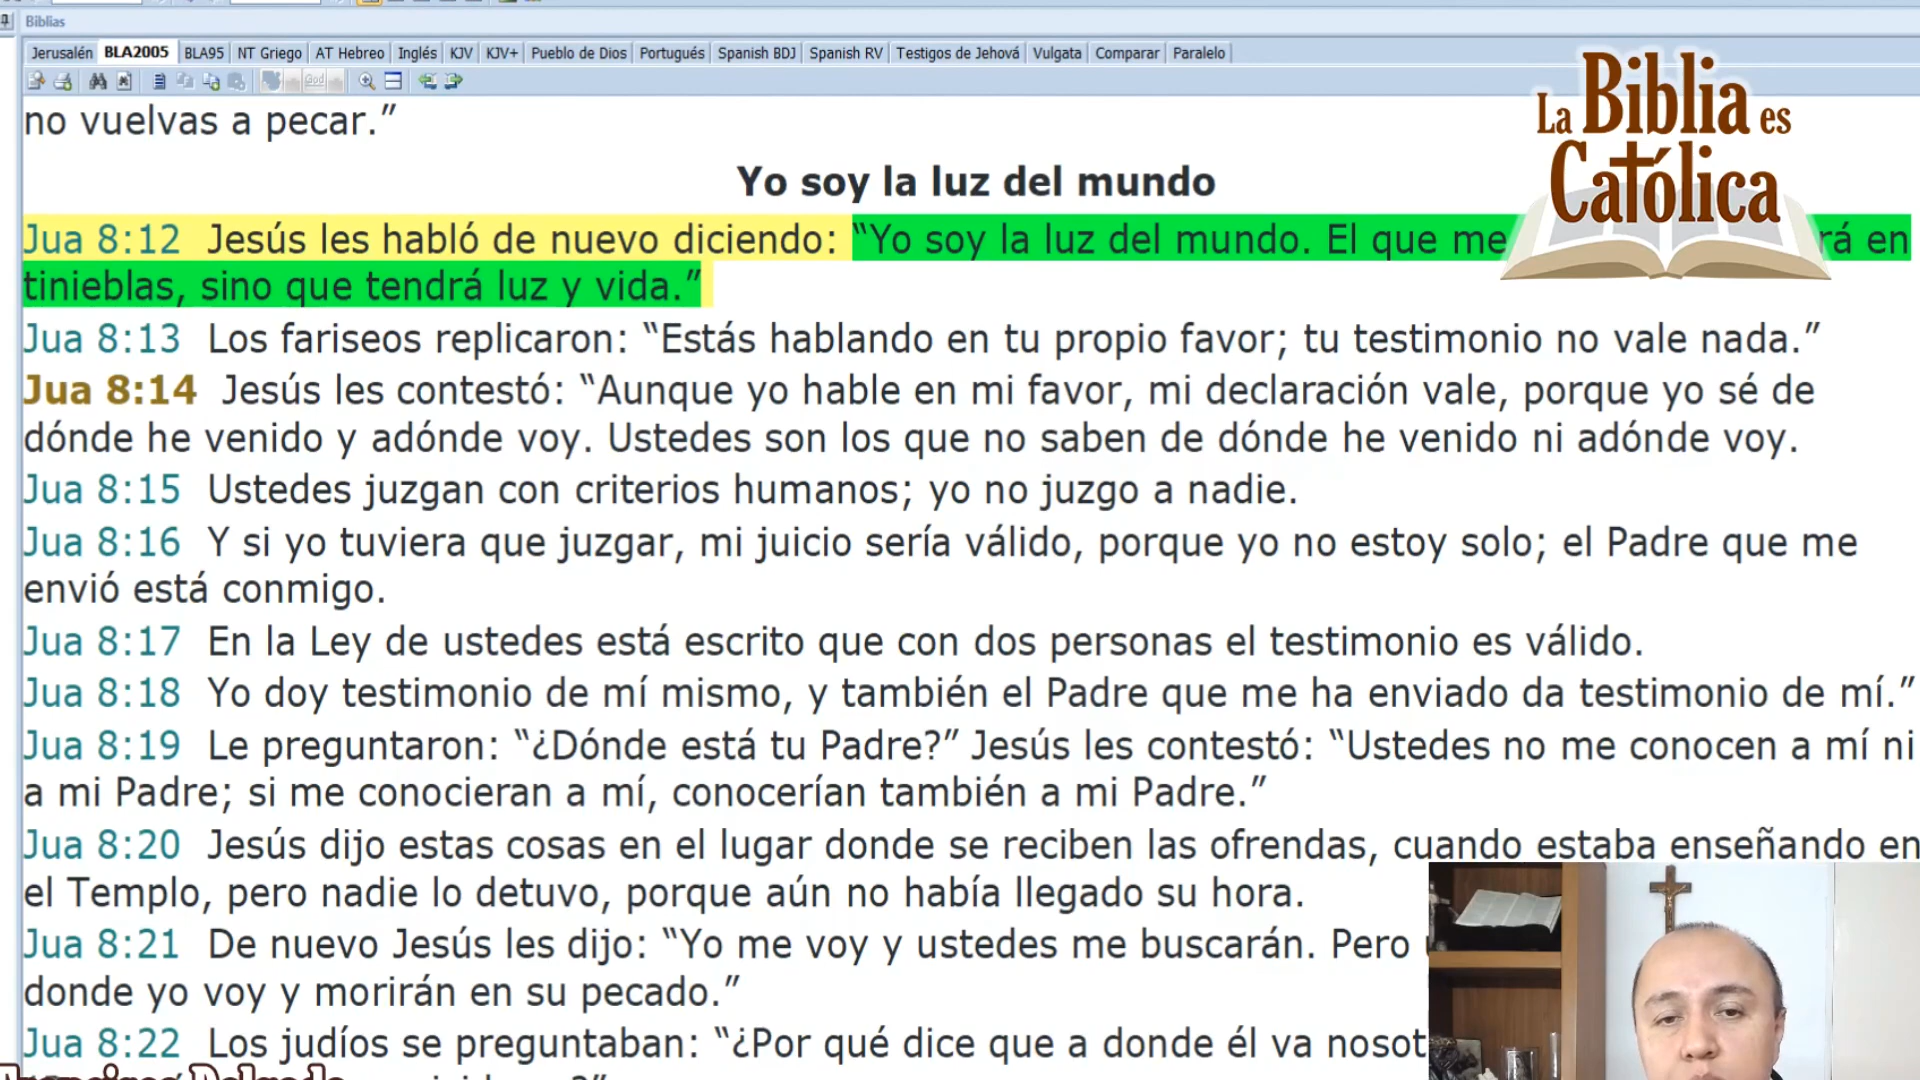 Biblias
Jerusalén BLA2005 BLA95 NT Griego AT Hebreo Inglés KJV KJV+ Pueblo de Dios Portugués Spanish BDJ Spanish RV Testigos de Jehová Vulgata Comparar Paralelo
God
La Biblia es
Católica
no vuelvas a pecar.”
Yo soy la luz del mundo
Jua 8:12 Jesús les habló de nuevo diciendo: “Yo soy la luz del mundo. El que me rá en
tinieblas, sino que tendrá luz y vida.”
Jua 8:13 Los fariseos replicaron: “Estás hablando en tu propio favor; tu testimonio no vale nada.”
Jua 8:14 Jesús les contestó: “Aunque yo hable en mi favor, mi declaración vale, porque yo sé de
dónde he venido y adónde voy. Ustedes son los que no saben de dónde he venido ni adónde voy.
Jua 8:15 Ustedes juzgan con criterios humanos; yo no juzgo a nadie.
Jua 8:16 Y si yo tuviera que juzgar, mi juicio sería válido, porque yo no estoy solo; el Padre que me
envió está conmigo.
Jua 8:17 En la Ley de ustedes está escrito que con dos personas el testimonio es válido.
Jua 8:18 Yo doy testimonio de mí mismo, y también el Padre que me ha enviado da testimonio de mí.”
Jua 8:19 Le preguntaron: “¿Dónde está tu Padre?” Jesús les contestó: “Ustedes no me conocen a mí ni
a mi Padre; si me conocieran a mí, conocerían también a mi Padre.”
Jua 8:20 Jesús dijo estas cosas en el lugar donde se reciben las ofrendas, cuando estaba enseñando en
el Templo, pero nadie lo detuvo, porque aún no había llegado su hora.
Jua 8:21 De nuevo Jesús les dijo: “Yo me voy y ustedes me buscarán. Pero
donde yo voy y morirán en su pecado.”
Jua 8:22 Los judíos se preguntaban: “¿Por qué dice que a donde él va nosot